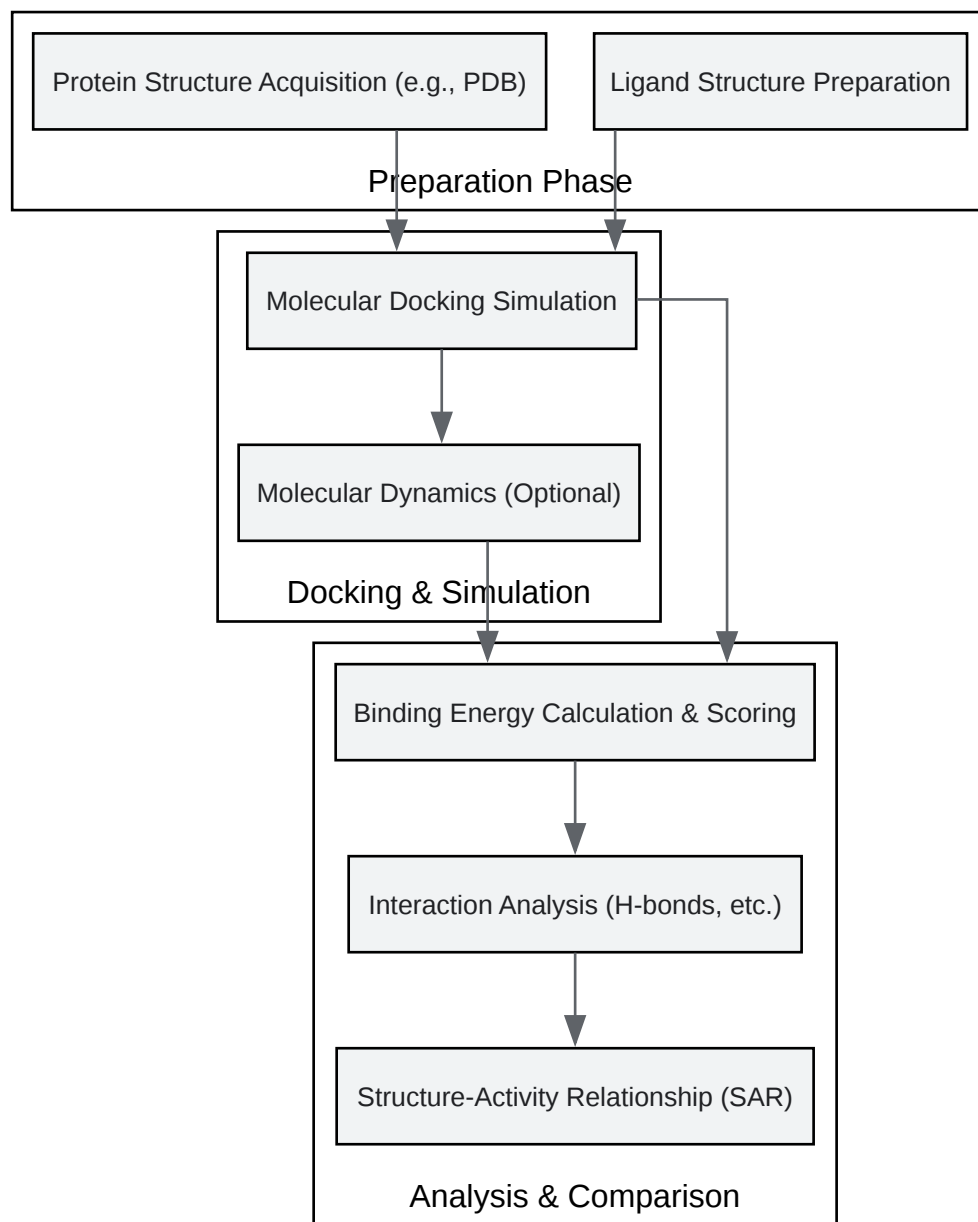 Protein Structure Acquisition (e.g., PDB)
Ligand Structure Preparation
Preparation Phase
Molecular Docking Simulation
Molecular Dynamics (Optional)
Docking & Simulation
Binding Energy Calculation & Scoring
Interaction Analysis (H-bonds, etc.)
Structure-Activity Relationship (SAR)
Analysis & Comparison